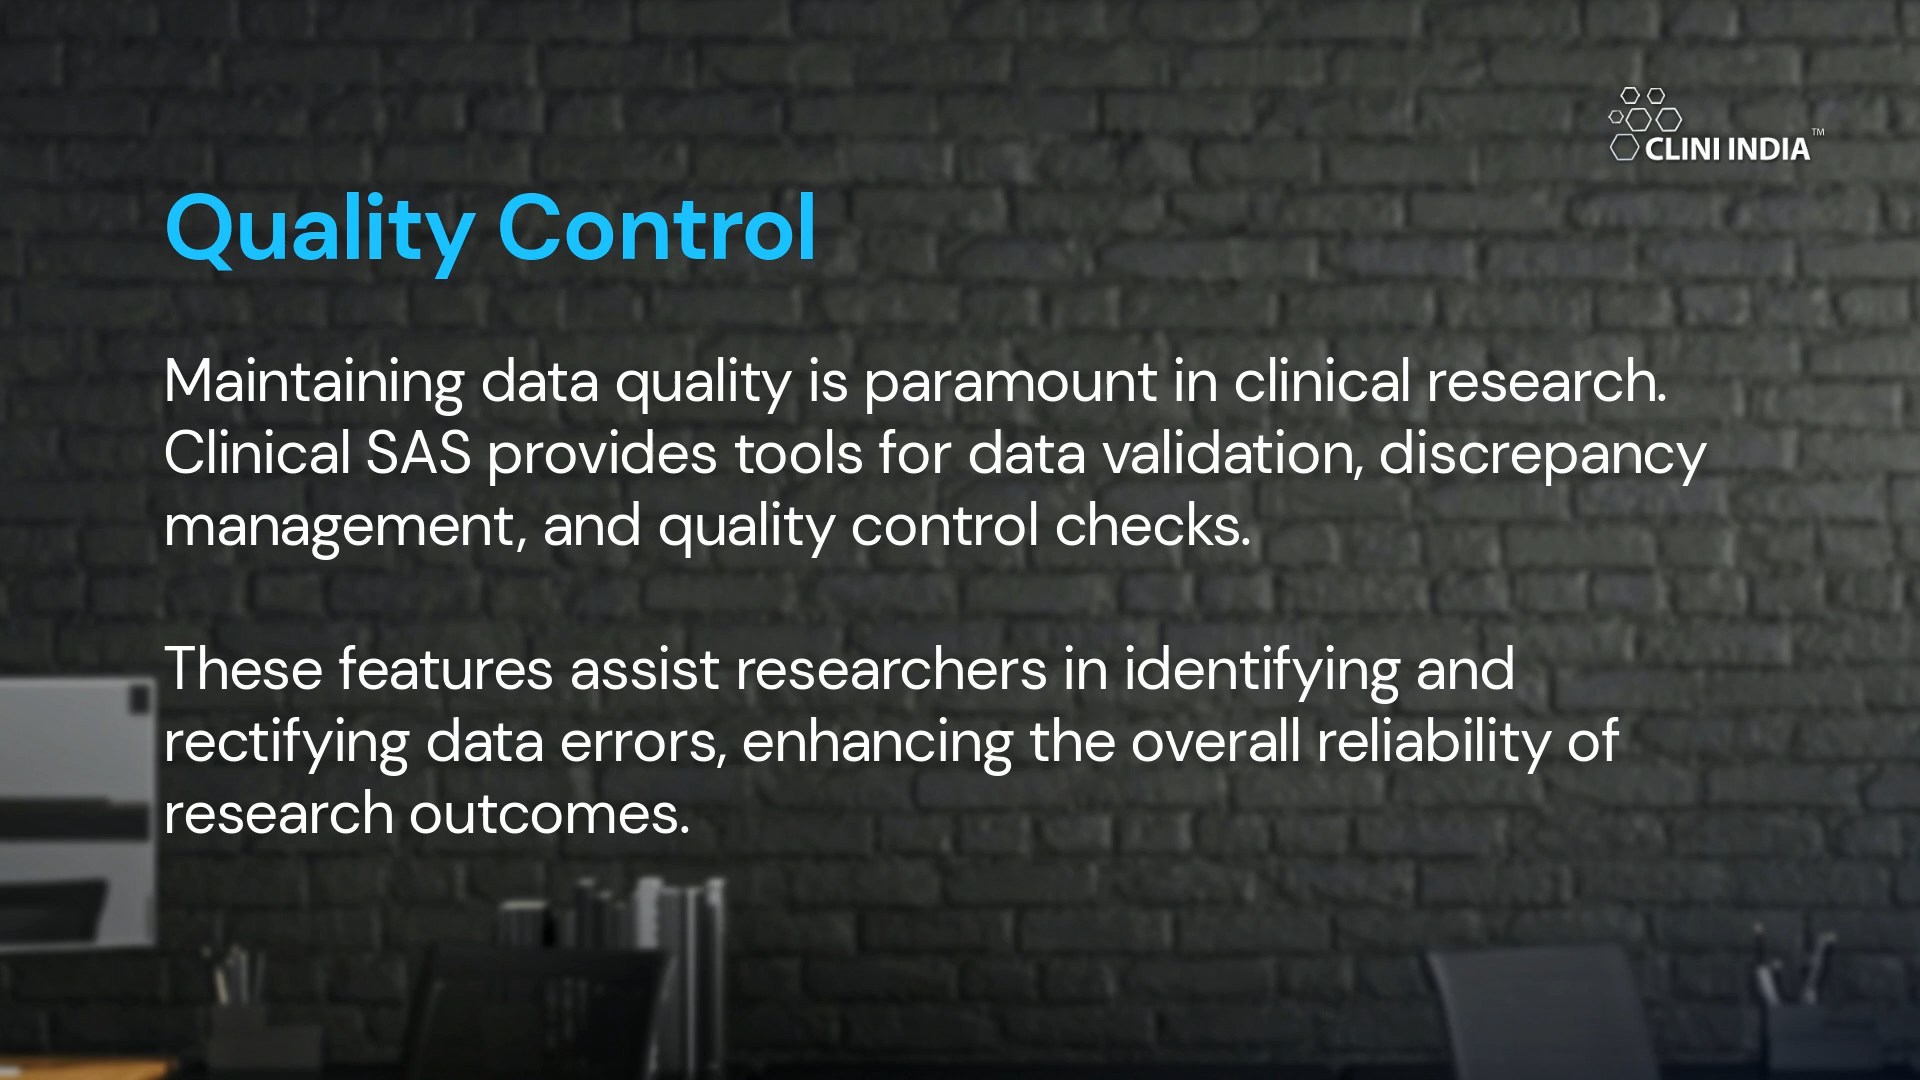 CLINI INDIA™
Quality Control
Maintaining data quality is paramount in clinical research.
Clinical SAS provides tools for data validation, discrepancy
management, and quality control checks.
These features assist researchers in identifying and
rectifying data errors, enhancing the overall reliability of
research outcomes.